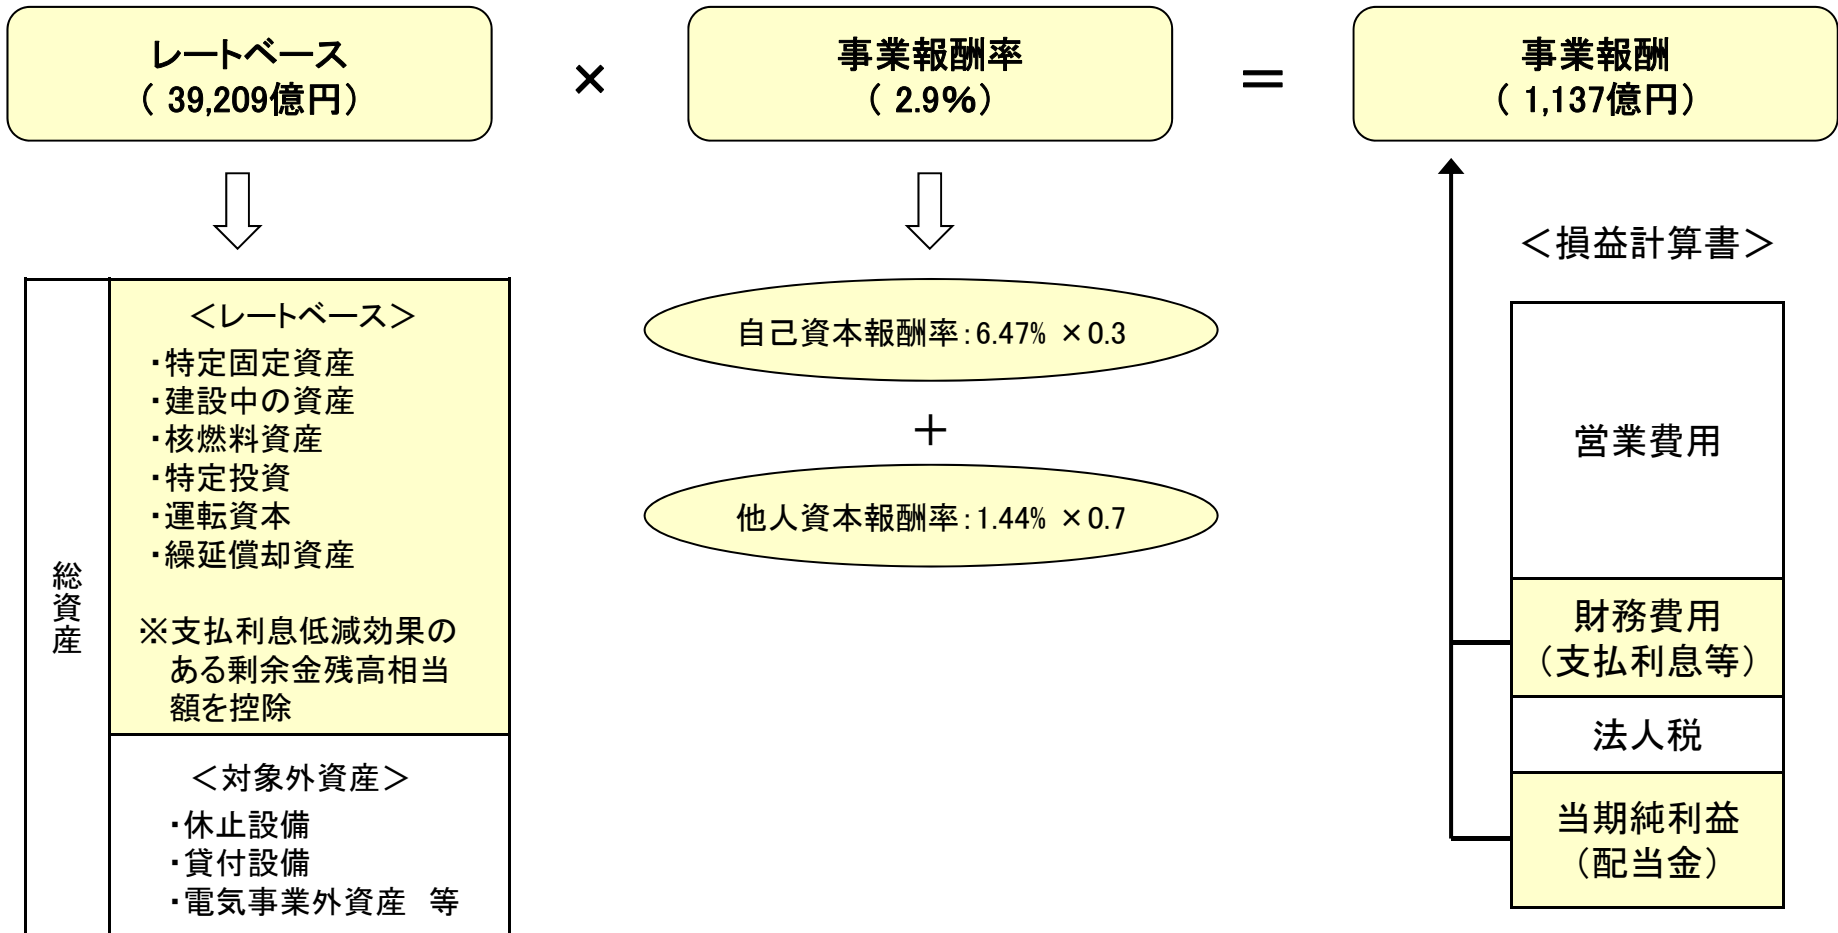 レートベース
（ 39,209億円）
×
事業報酬率
（ 2.9%）
＝
事業報酬
（ 1,137億円）
総資産
＜レートベース＞
・特定固定資産
・建設中の資産
・核燃料資産
・特定投資
・運転資本
・繰延償却資産
※支払利息低減効果の
ある剰余金残高相当
額を控除
＜対象外資産＞
・休止設備
・貸付設備
・電気事業外資産　等
自己資本報酬率：6.47% ×0.3
＋
他人資本報酬率：1.44% ×0.7
＜損益計算書＞
営業費用
財務費用
（支払利息等）
法人税
当期純利益
（配当金）